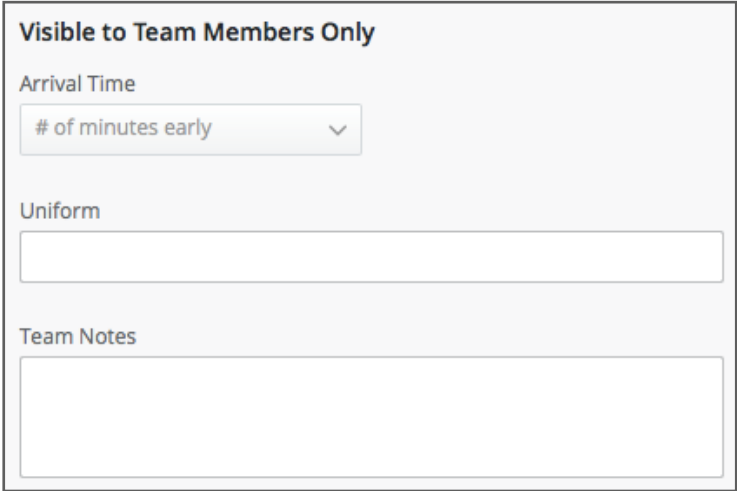 Visible to Team Members Only
Arrival Time
# of minutes early
Uniform
Team Notes